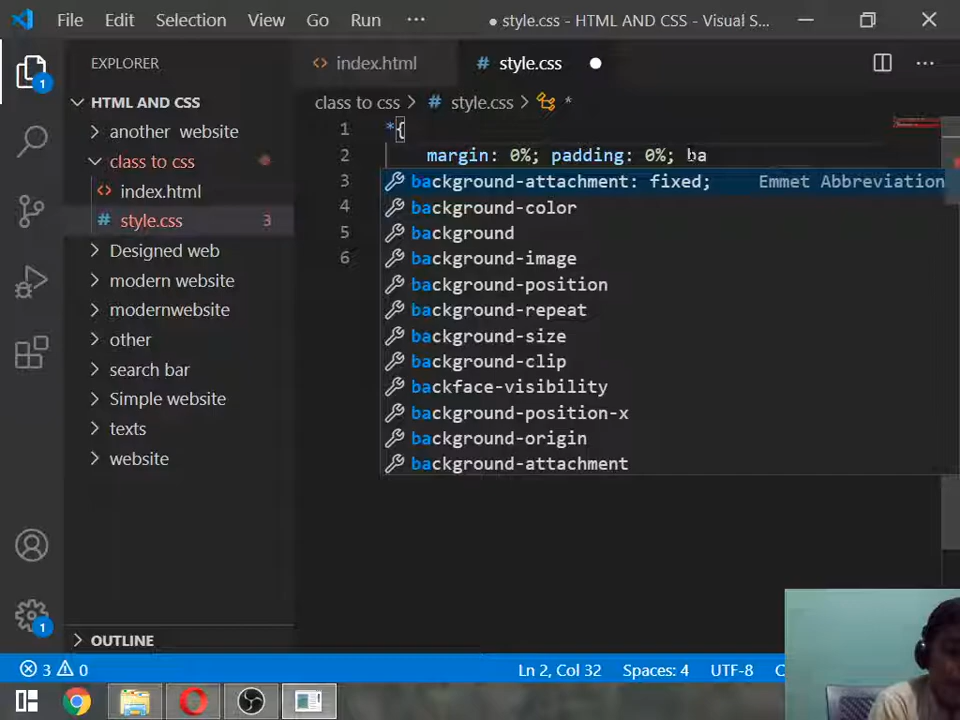 File Edit Selection View Go Run ··· ● style.css - HTML AND CSS - Visual S...
EXPLORER
index.html
# style.css ●
HTML AND CSS
class to css > # style.css > *
another website
class to css
index.html
# style.css 3
Designed web
modern website
modernwebsite
other
search bar
Simple website
texts
website
OUTLINE
1 *{
2 margin: 0%; padding: 0%; ba
3
4
5
6
background-attachment: fixed; Emmet Abbreviation
background-color
background
background-image
background-position
background-repeat
background-size
background-clip
backface-visibility
background-position-x
background-origin
background-attachment
1
1
3 0 Ln 2, Col 32 Spaces: 4 UTF-8 C